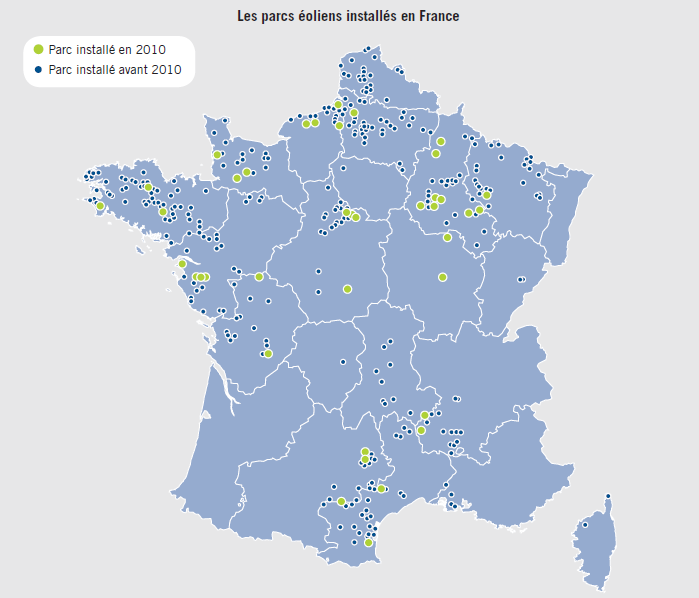 Les parcs éoliens installés en France
Parc installé en 2010
Parc installé avant 2010